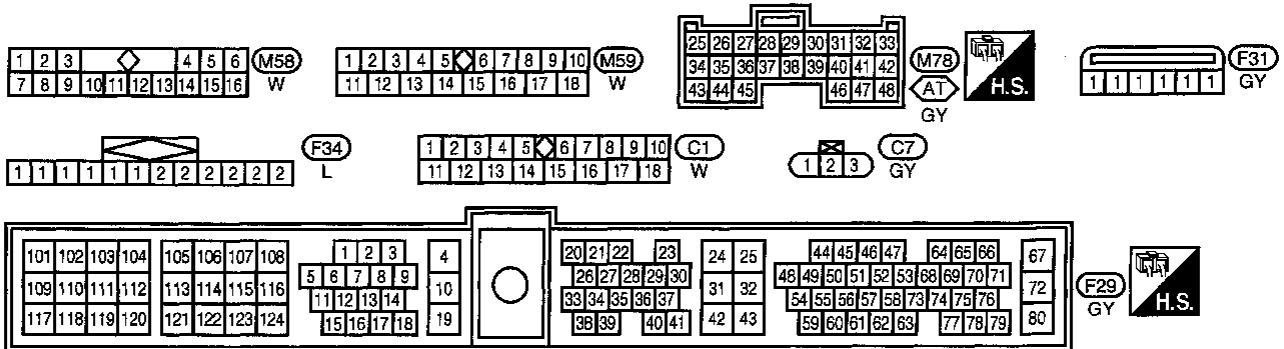 1 2 3 4 5 6
7 8 9 10 11 12 13 14 15 16
M58
W
1 2 3 4 5 6 7 8 9 10
11 12 13 14 15 16 17 18
M59
W
25 26 27 28 29 30 31 32 33
34 35 36 37 38 39 40 41 42
43 44 45 46 47 48
M78
AT
GY
H.S.
1 1 1 1 1 1
F31
GY
1 1 1 1 1 1 2 2 2 2 2 2
F34
L
1 2 3 4 5 6 7 8 9 10
11 12 13 14 15 16 17 18
C1
W
1 2 3
C7
GY
101 102 103 104 105 106 107 108
109 110 111 112 113 114 115 116
117 118 119 120 121 122 123 124
1 2 3
5 6 7 8 9
11 12 13 14
15 16 17 18
4
10
19
20 21 22 23
26 27 28 29 30
33 34 35 36 37
38 39 40 41
24 25
31 32
42 43
44 45 46 47 64 65 66
48 49 50 51 52 53 68 69 70 71
54 55 56 57 58 73 74 75 76
59 60 61 62 63 77 78 79
67
72
80
F29
GY
H.S.